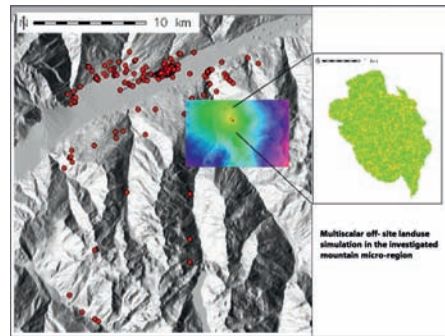 10 km
Multiscalar off- site landuse
simulation in the investigated
mountain micro-region